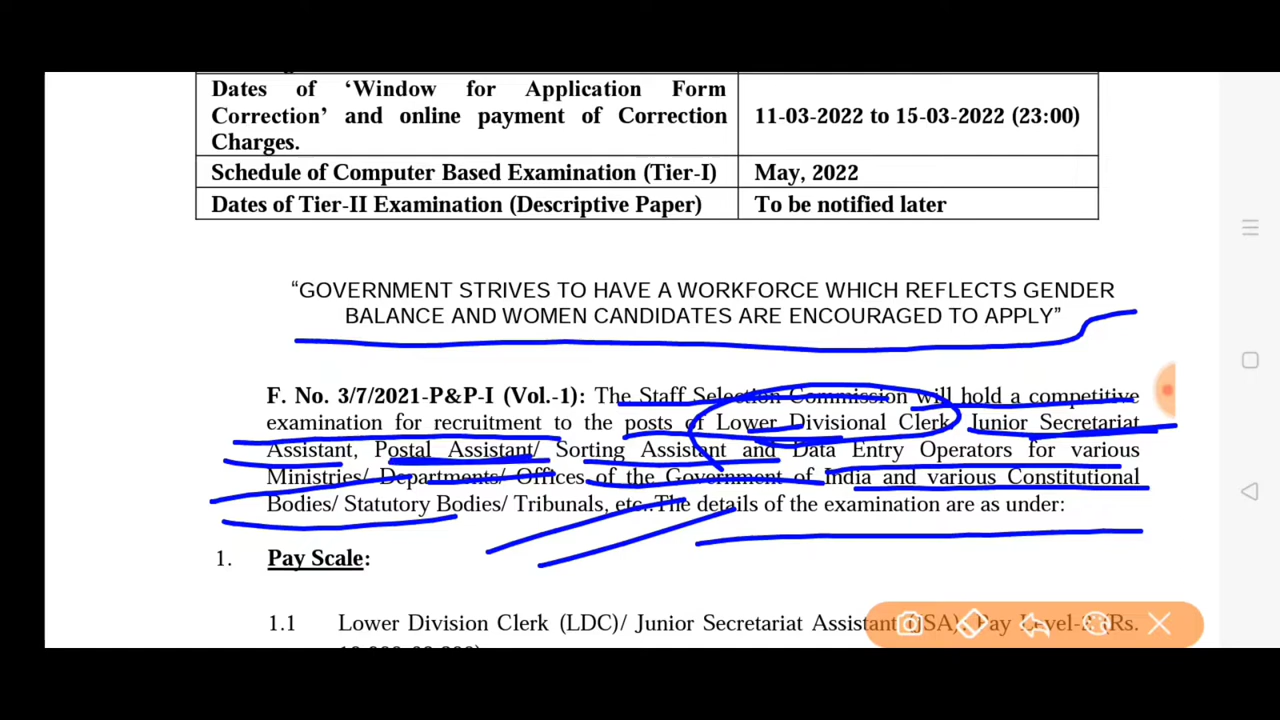 Dates of ‘Window for Application Form
Correction’ and online payment of Correction
Charges.
11-03-2022 to 15-03-2022 (23:00)
Schedule of Computer Based Examination (Tier-I)
May, 2022
Dates of Tier-II Examination (Descriptive Paper)
To be notified later
“GOVERNMENT STRIVES TO HAVE A WORKFORCE WHICH REFLECTS GENDER
BALANCE AND WOMEN CANDIDATES ARE ENCOURAGED TO APPLY”
F. No. 3/7/2021-P&P-I (Vol.-1): The Staff Selection Commission will hold a competitive
examination for recruitment to the posts of Lower Divisional Clerk, Junior Secretariat
Assistant, Postal Assistant/ Sorting Assistant and Data Entry Operators for various
Ministries/ Departments/ Offices of the Government of India and various Constitutional
Bodies/ Statutory Bodies/ Tribunals, etc..The details of the examination are as under:
1. Pay Scale:
1.1 Lower Division Clerk (LDC)/ Junior Secretariat Assistant (JSA), Pay (Rs.